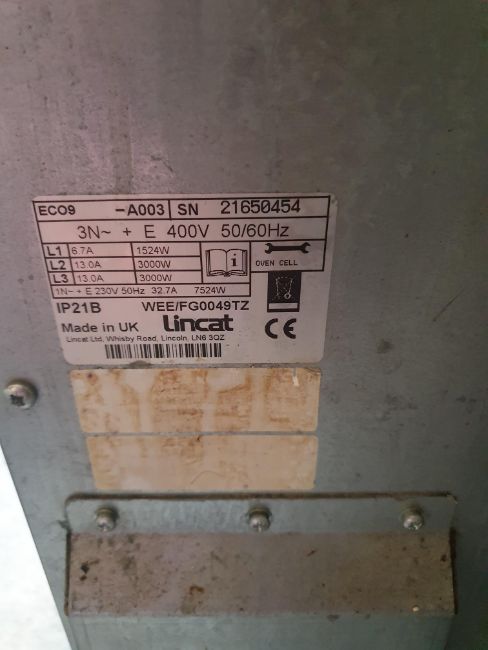 ECO9 -A003 SN 21650454
3N~ + E 400V 50/60Hz
L1 6.7A 1524W
L2 13.0A 3000W
L3 13.0A 3000W
i
OVEN CELL
1N~ + E 230V 50Hz 32.7A 7524W
IP21B WEE/FG0049TZ
Made in UK Lincat CE
Lincat Ltd, Whisby Road, Lincoln. LN6 3QZ